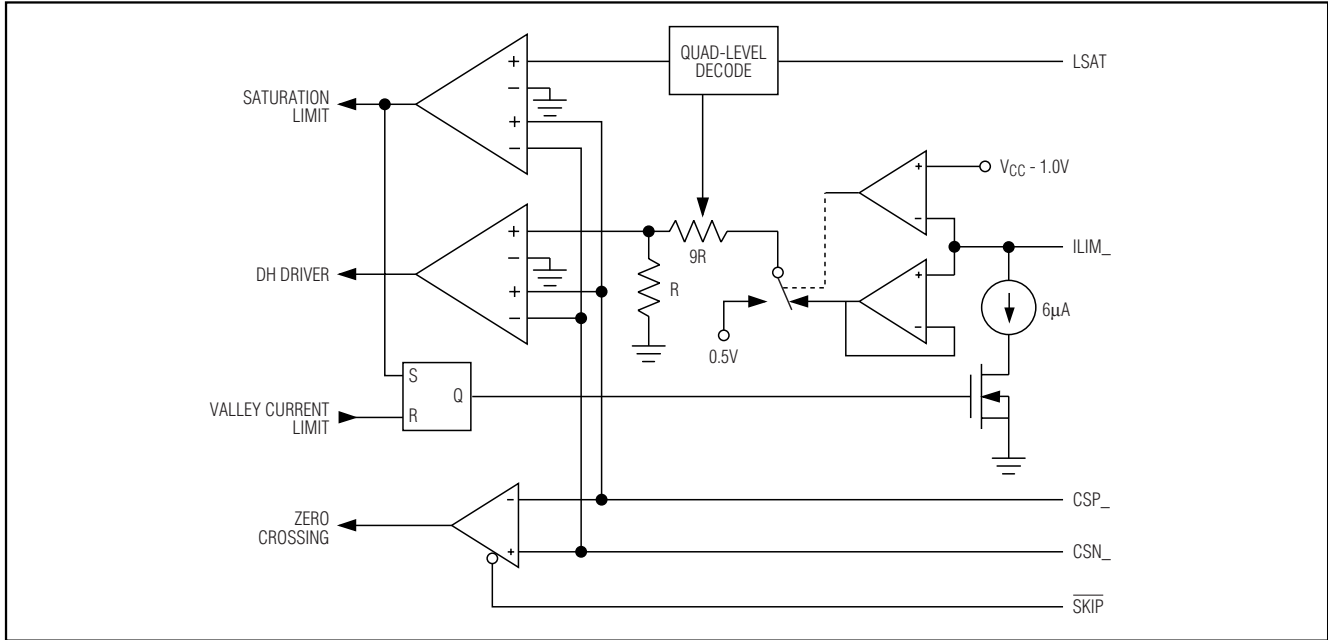 QUAD-LEVEL
DECODE
LSAT
+
−
+
−
SATURATION
LIMIT
+
−
VCC - 1.0V
ILIM_
+
−
+
−
9R
R
+
−
6µA
DH DRIVER
0.5V
S
Q
R
VALLEY CURRENT
LIMIT
−
+
CSP_
ZERO
CROSSING
CSN_
SKIP